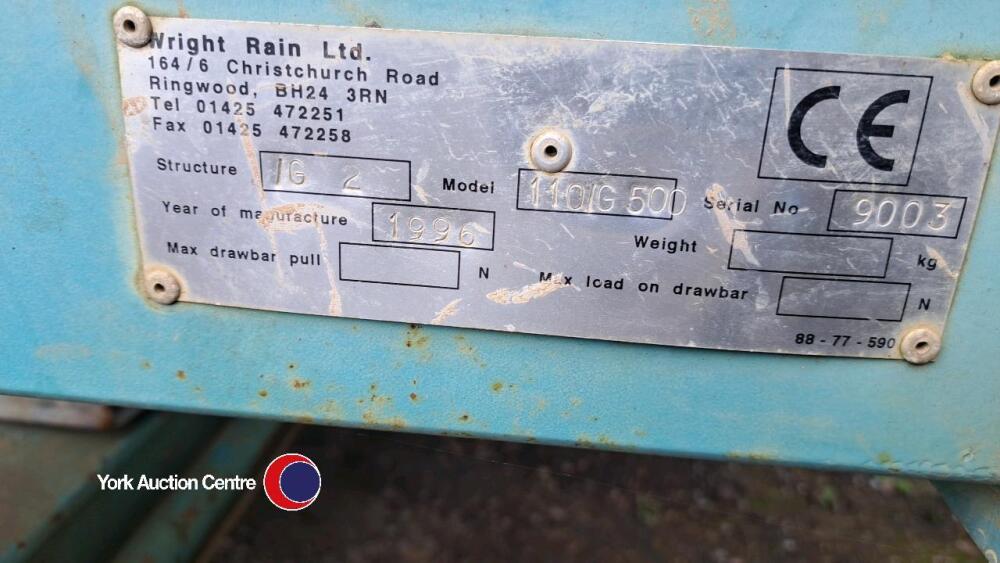 Wright Rain Ltd.
164/6 Christchurch Road
Ringwood, BH24 3RN
Tel 01425 472251
Fax 01425 472258
CE
Structure /G 2 Model 110/G 500 Serial No 9003
Year of manufacture 1996 Weight kg
Max drawbar pull N Max load on drawbar N
88-77-590
York Auction Centre